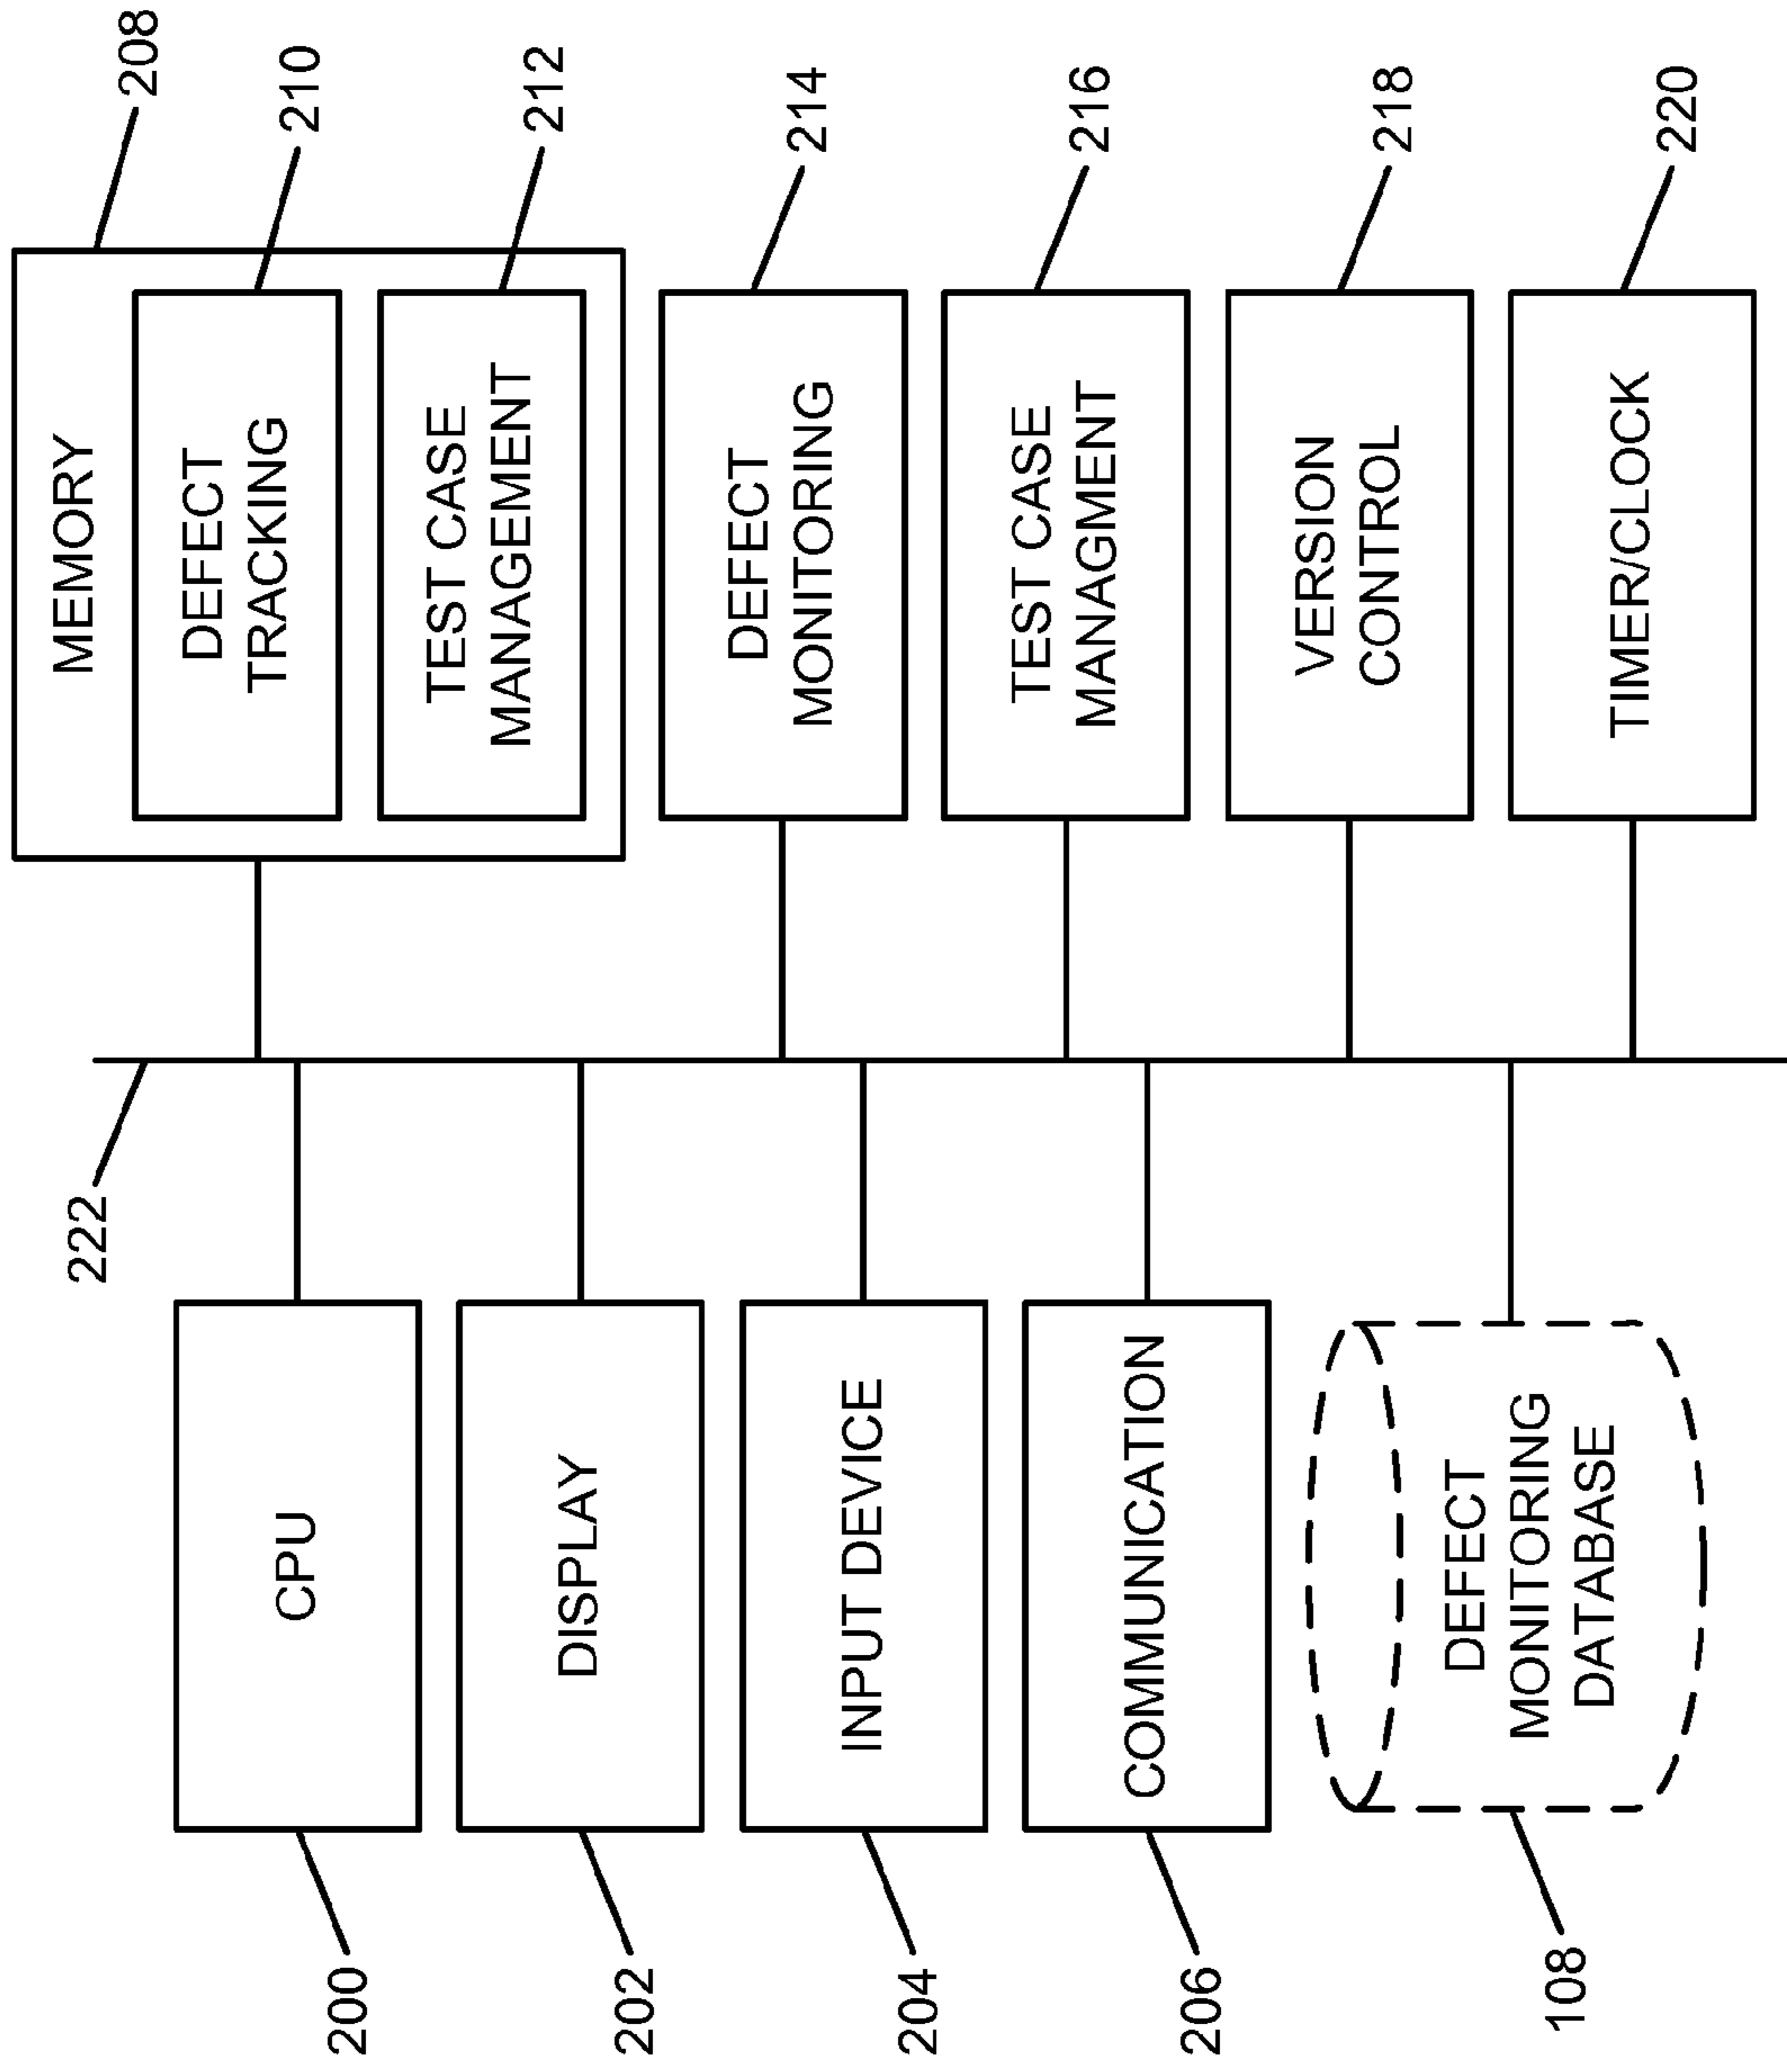 200
CPU
202
DISPLAY
204
INPUT DEVICE
206
COMMUNICATION
108
DEFECT
MONITORING
DATABASE
222
MEMORY
208
DEFECT
TRACKING
210
TEST CASE
MANAGEMENT
212
DEFECT
MONITORING
214
TEST CASE
MANAGMENT
216
VERSION
CONTROL
218
TIMER/CLOCK
220